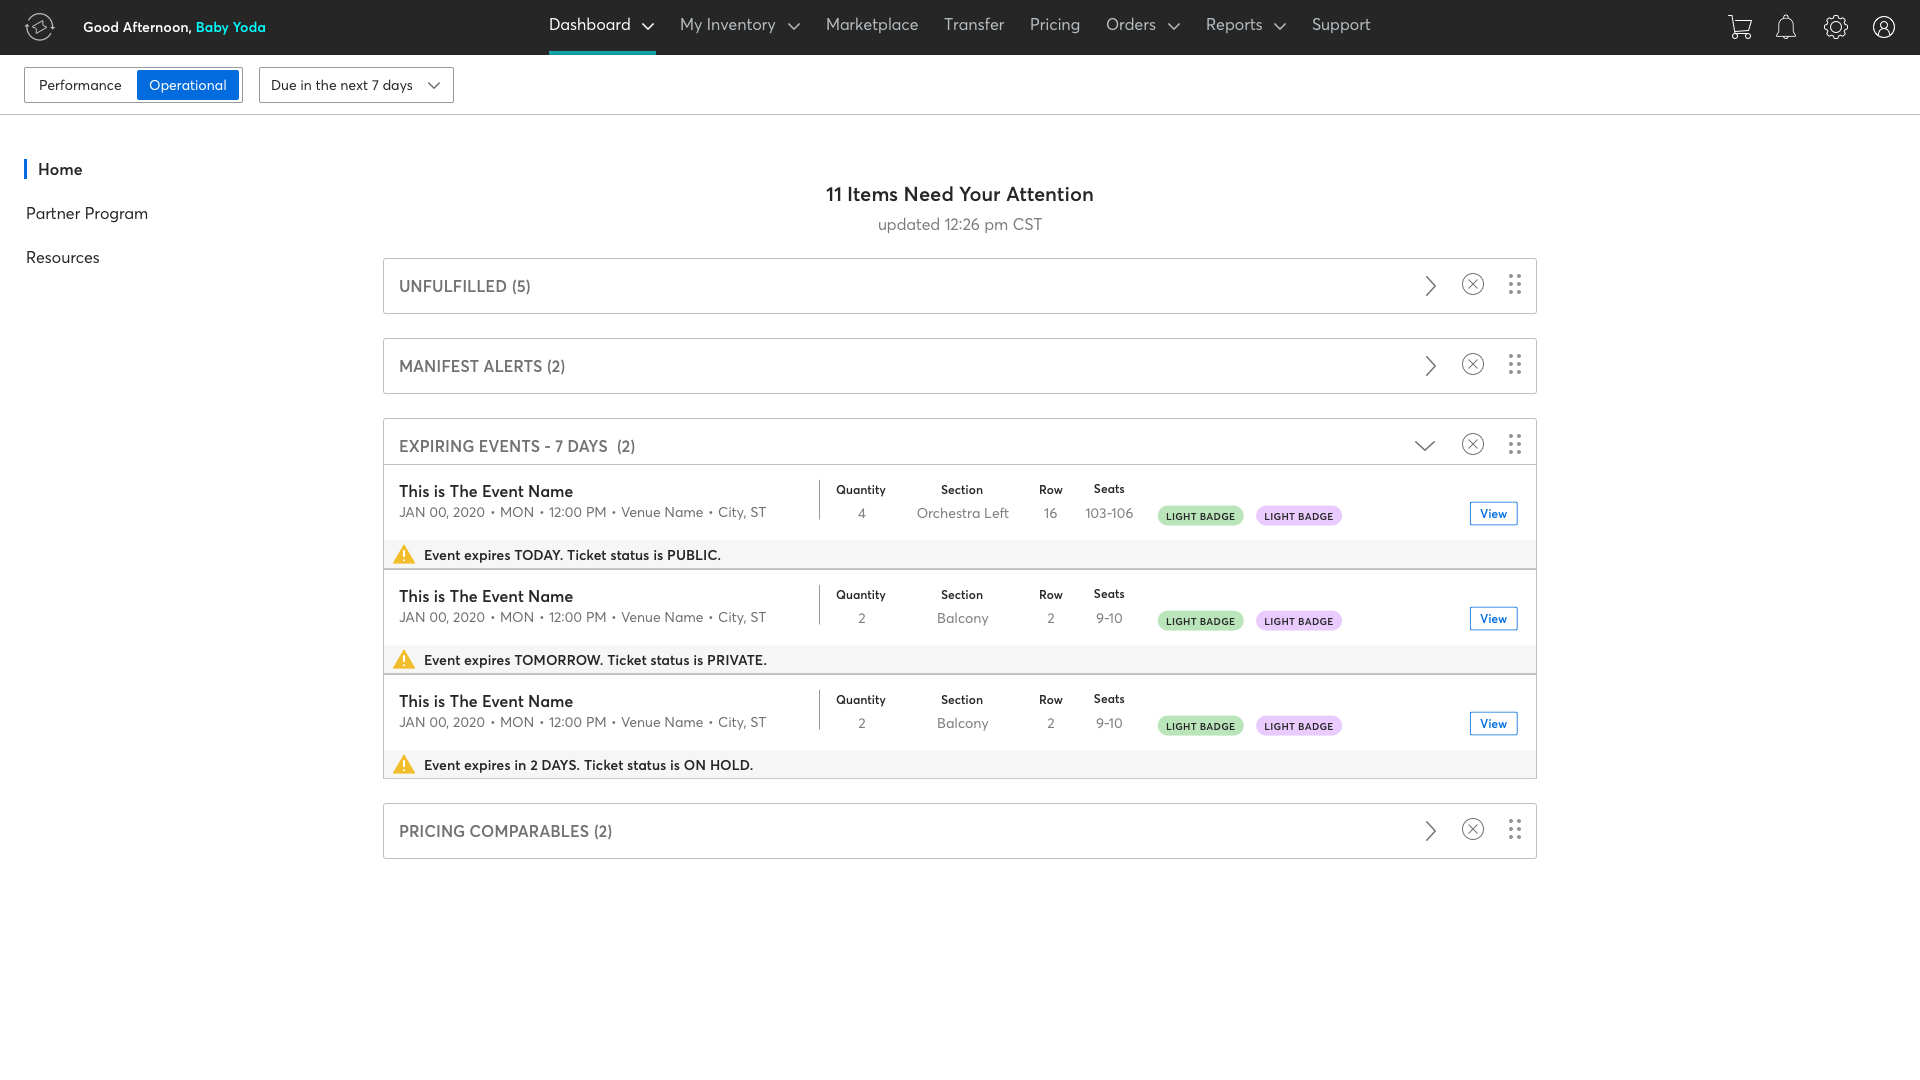 Good Afternoon, Baby Yoda
Dashboard My Inventory Marketplace Transfer Pricing Orders Reports Support
Performance Operational Due in the next 7 days
Home
Partner Program
Resources
11 Items Need Your Attention
updated 12:26 pm CST
UNFULFILLED (5)
MANIFEST ALERTS (2)
EXPIRING EVENTS - 7 DAYS (2)
This is The Event Name Quantity Section Row Seats
JAN 00, 2020 • MON • 12:00 PM • Venue Name • City, ST 4 Orchestra Left 16 103-106 LIGHT BADGE LIGHT BADGE View
Event expires TODAY. Ticket status is PUBLIC.
This is The Event Name Quantity Section Row Seats
JAN 00, 2020 • MON • 12:00 PM • Venue Name • City, ST 2 Balcony 2 9-10 LIGHT BADGE LIGHT BADGE View
Event expires TOMORROW. Ticket status is PRIVATE.
This is The Event Name Quantity Section Row Seats
JAN 00, 2020 • MON • 12:00 PM • Venue Name • City, ST 2 Balcony 2 9-10 LIGHT BADGE LIGHT BADGE View
Event expires in 2 DAYS. Ticket status is ON HOLD.
PRICING COMPARABLES (2)